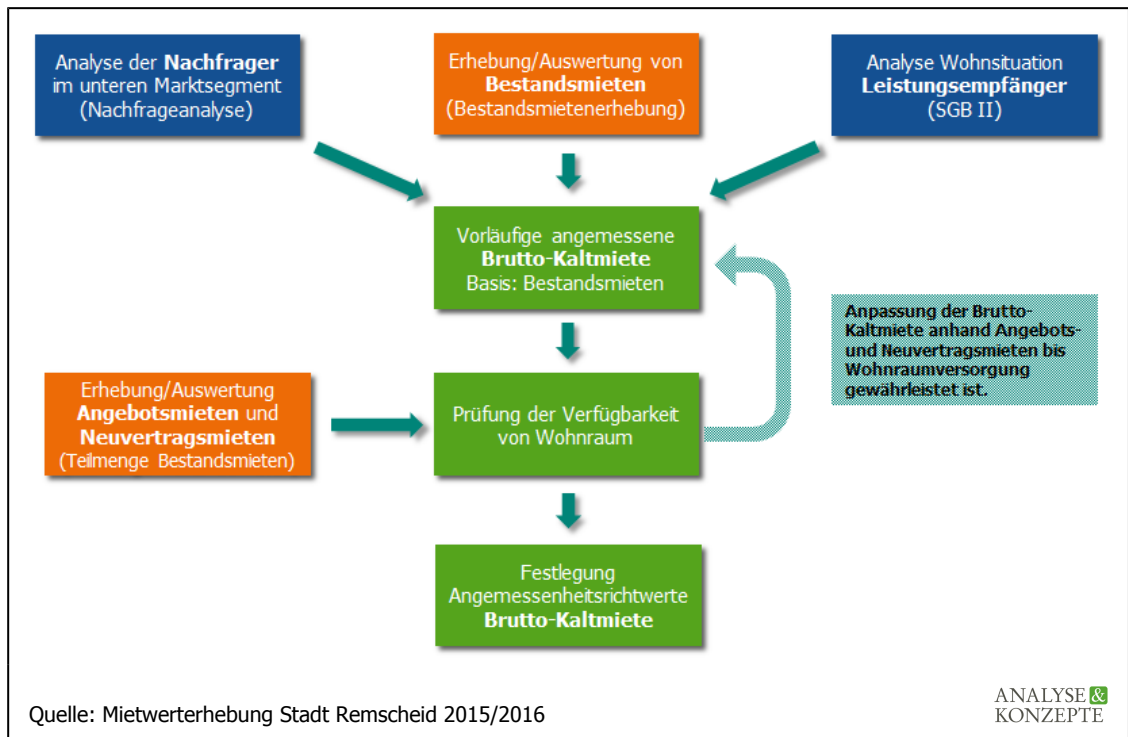 Analyse der Nachfrager
im unteren Marktsegment
(Nachfrageanalyse)
Erhebung/Auswertung von
Bestandsmieten
(Bestandsmietenerhebung)
Analyse Wohnsituation
Leistungsempfänger
(SGB II)
Vorläufige angemessene
Brutto-Kaltmiete
Basis: Bestandsmieten
Anpassung der Brutto-
Kaltmiete anhand Angebots-
und Neuvertragsmieten bis
Wohnraumversorgung
gewährleistet ist.
Erhebung/Auswertung
Angebotsmieten und
Neuvertragsmieten
(Teilmenge Bestandsmieten)
Prüfung der Verfügbarkeit
von Wohnraum
Festlegung
Angemessenheitsrichtwerte
Brutto-Kaltmiete
Quelle: Mietwerterhebung Stadt Remscheid 2015/2016
ANALYSE &
KONZEPTE